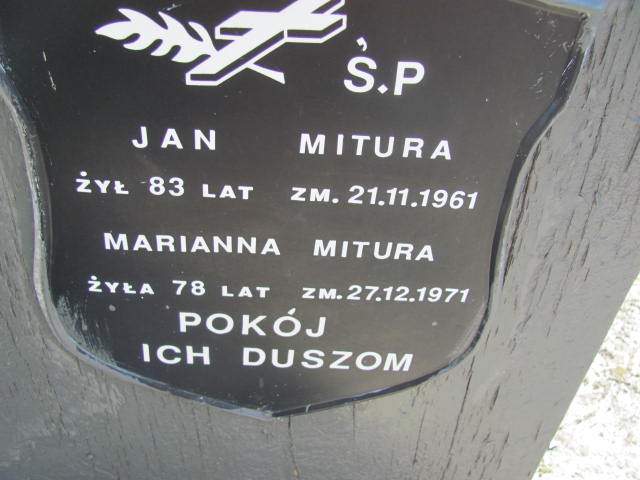 Ś.P
JAN MITURA
ŻYŁ 83 LAT ZM. 21.11.1961
MARIANNA MITURA
ŻYŁA 78 LAT ZM. 27.12.1971
POKÓJ
ICH DUSZOM